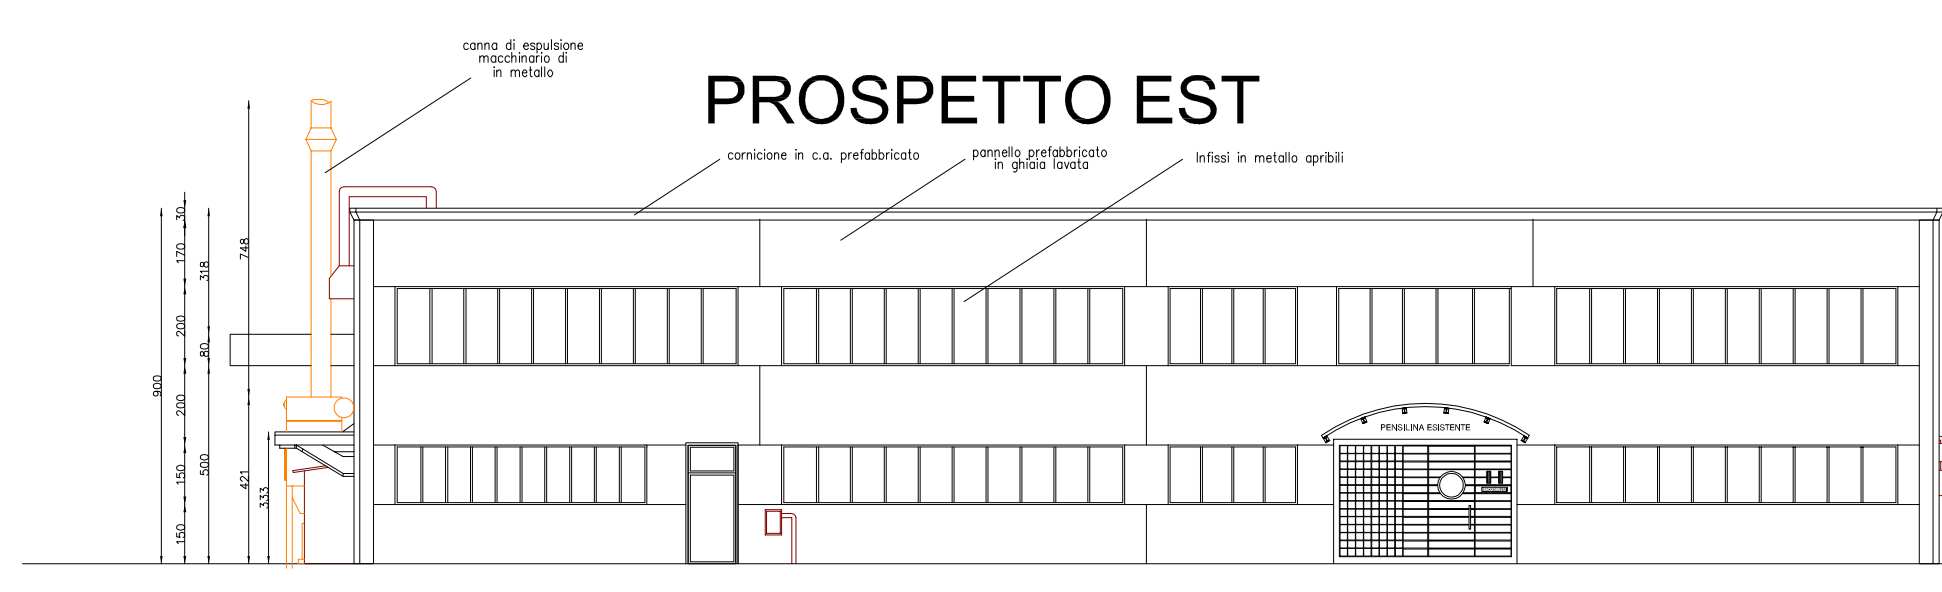 canna di espulsione
macchinario di
in metallo
PROSPETTO EST
cornicione in c.a. prefabbricato
pannello prefabbricato
in ghiaia lavata
Infissi in metallo apribili
30
170
318
748
200
80
900
200
500
150
421
333
150
PENSILINA ESISTENTE